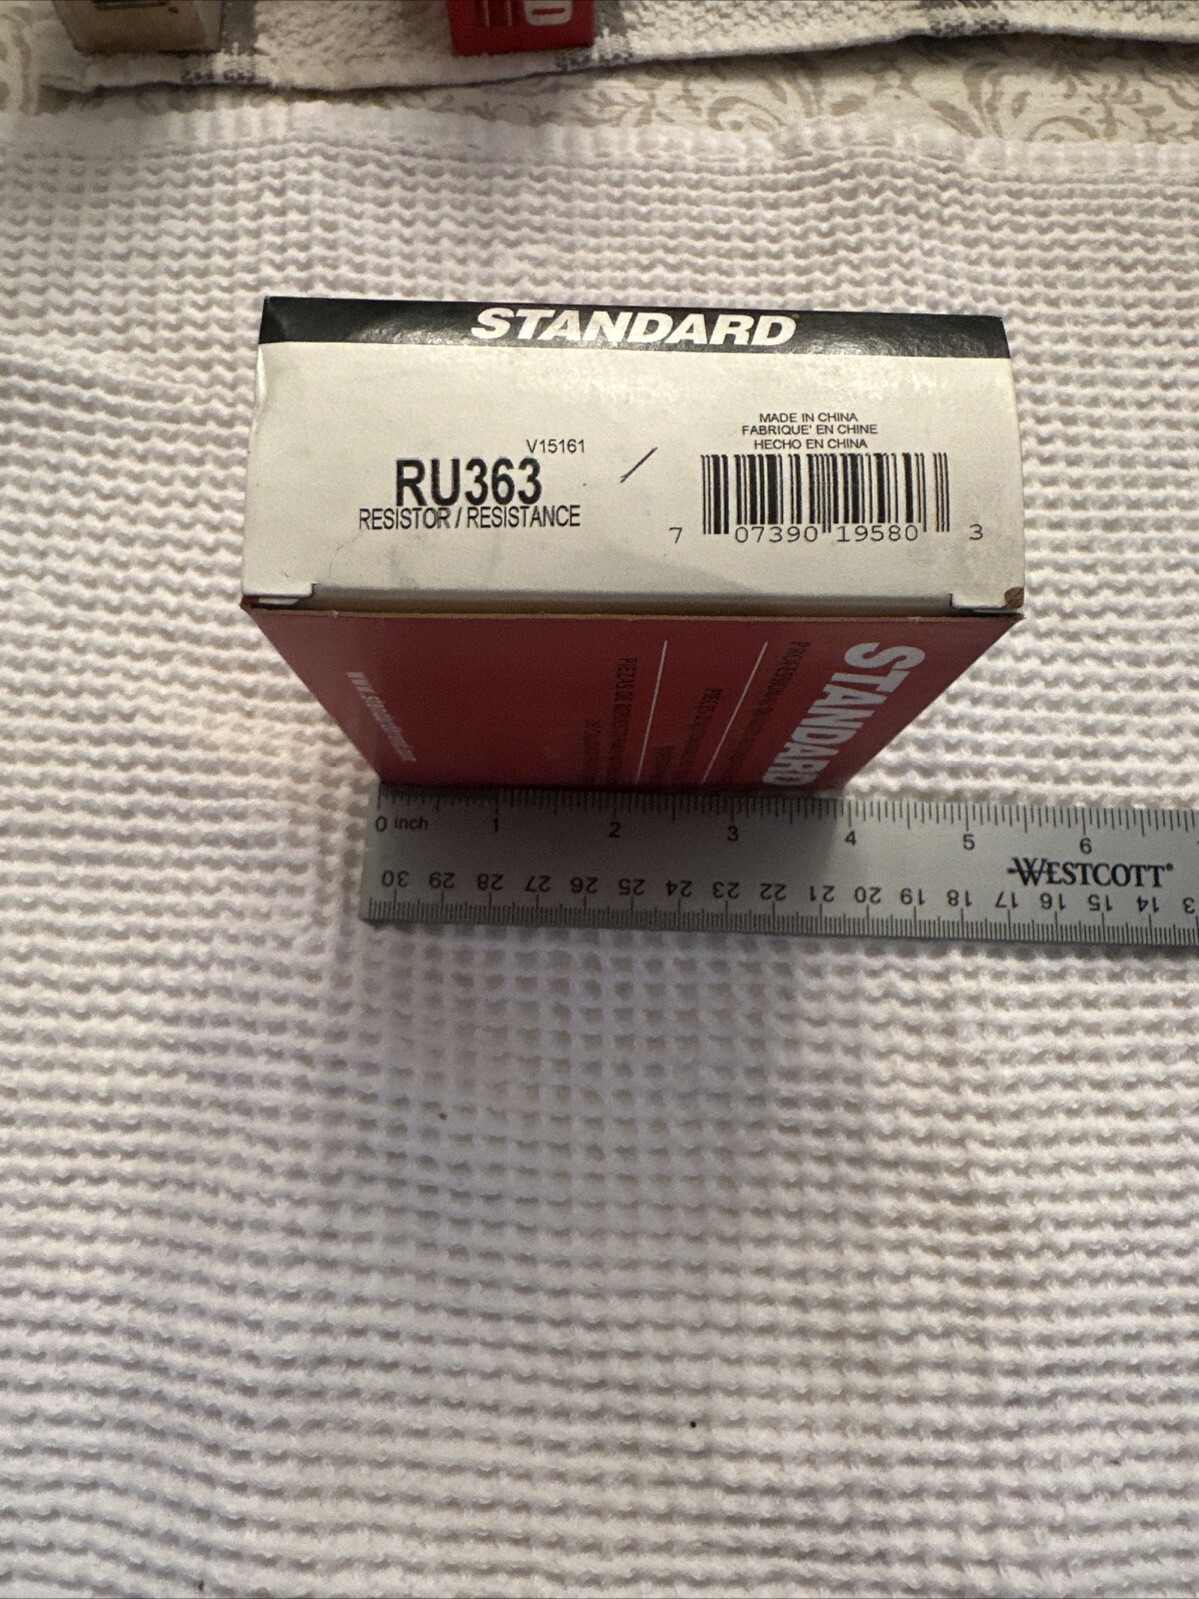 STANDARD
MADE IN CHINA
FABRIQUE' EN CHINE
HECHO EN CHINA
V15161
RU363
RESISTOR / RESISTANCE
7 07390 19580 3
STANDARD
PIEZAS DE
0 inch 1 2 3 4 5 6
WESTCOTT
30 29 28 27 26 25 24 23 22 21 20 19 18 17 16 15 14